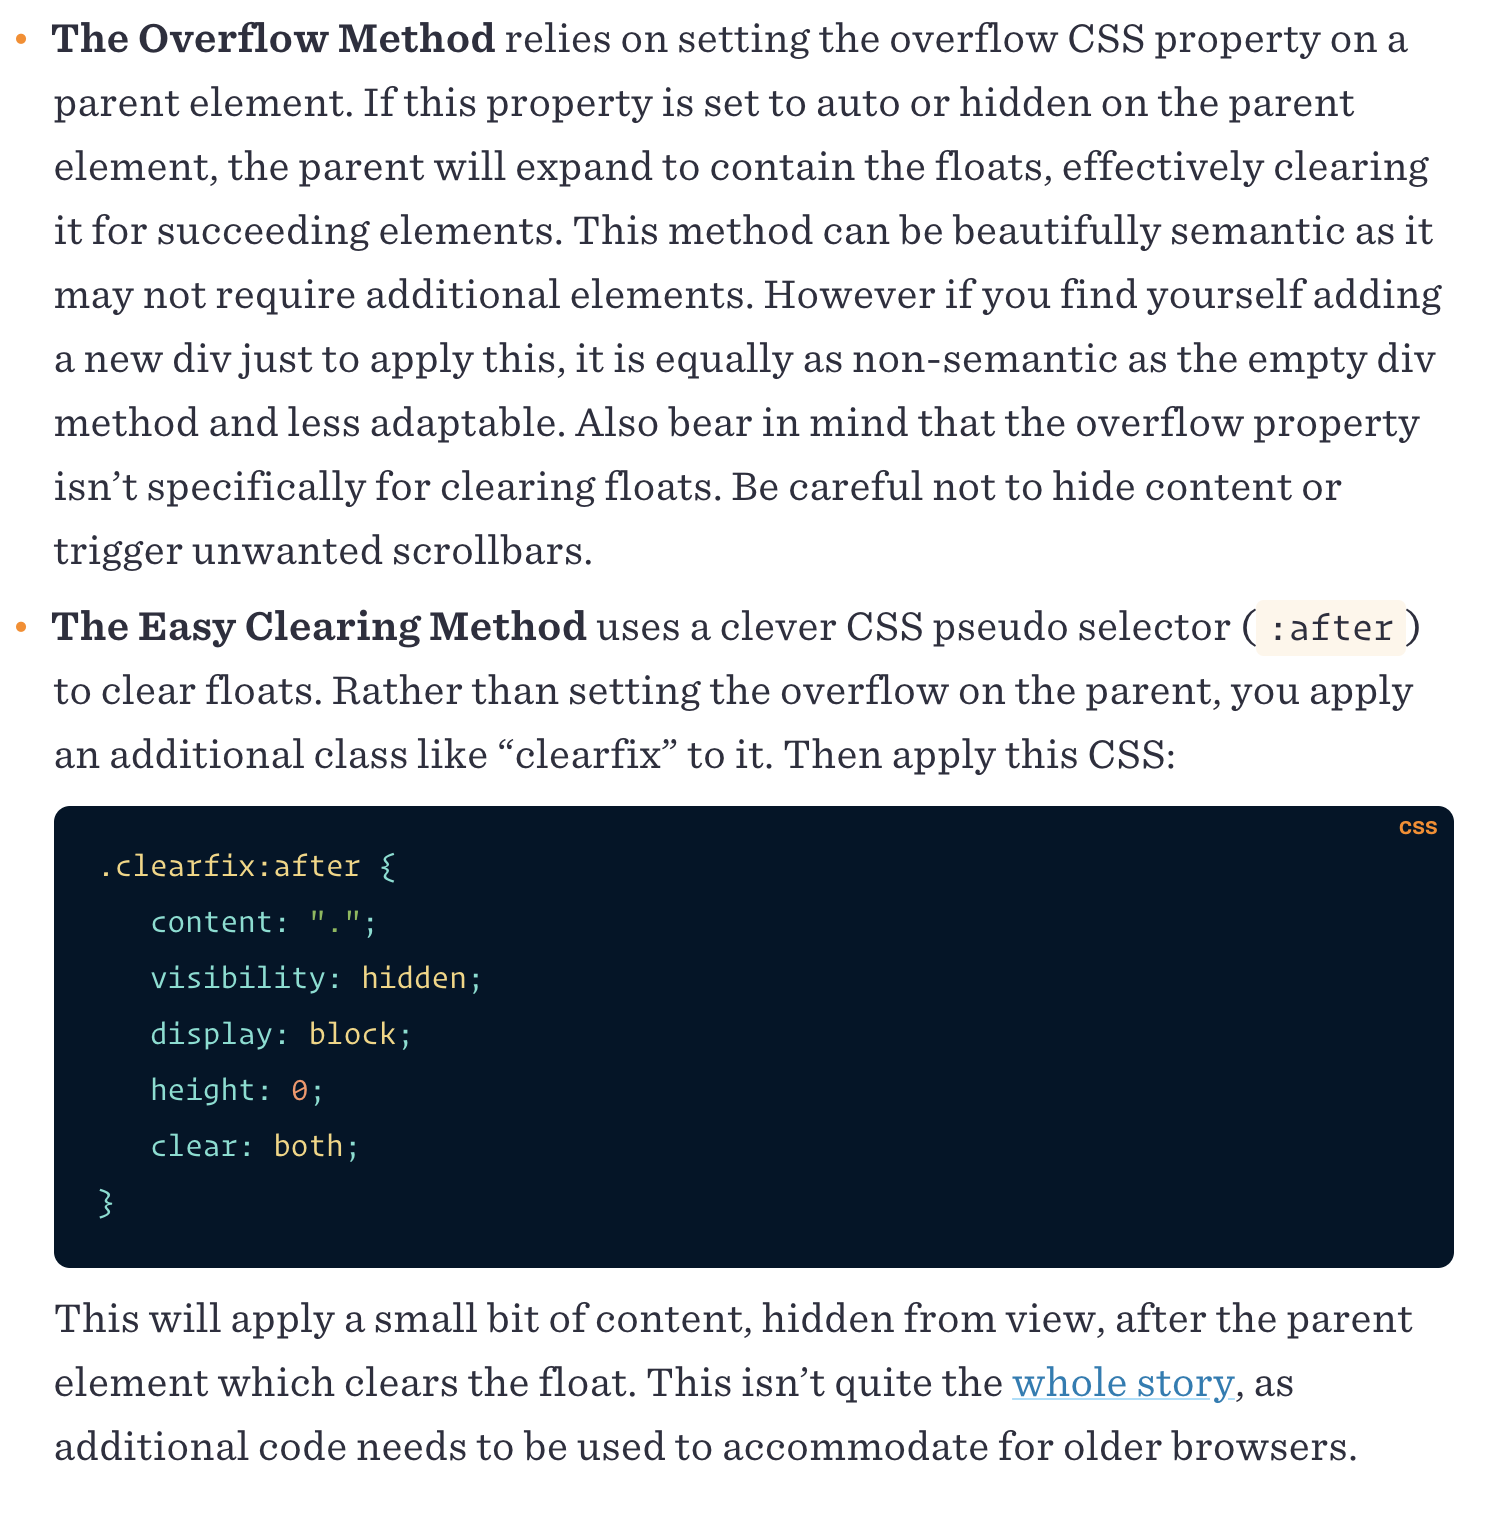 • The Overflow Method relies on setting the overflow CSS property on a
parent element. If this property is set to auto or hidden on the parent
element, the parent will expand to contain the floats, effectively clearing
it for succeeding elements. This method can be beautifully semantic as it
may not require additional elements. However if you find yourself adding
a new div just to apply this, it is equally as non-semantic as the empty div
method and less adaptable. Also bear in mind that the overflow property
isn’t specifically for clearing floats. Be careful not to hide content or
trigger unwanted scrollbars.
• The Easy Clearing Method uses a clever CSS pseudo selector ( :after )
to clear floats. Rather than setting the overflow on the parent, you apply
an additional class like “clearfix” to it. Then apply this CSS:
CSS
.clearfix:after {
   content: ".";
   visibility: hidden;
   display: block;
   height: 0;
   clear: both;
}
This will apply a small bit of content, hidden from view, after the parent
element which clears the float. This isn’t quite the whole story, as
additional code needs to be used to accommodate for older browsers.